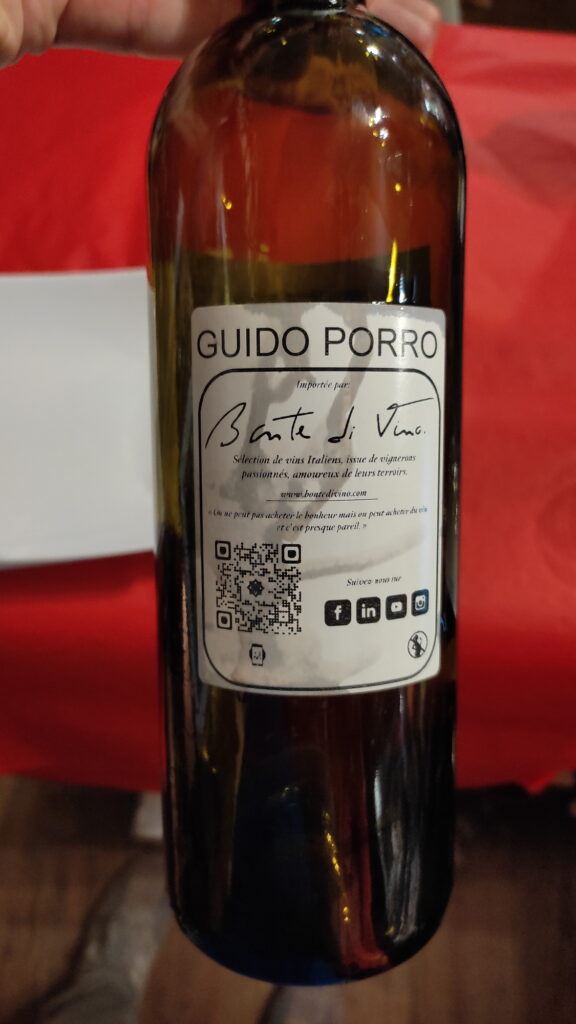 GUIDO PORRO
Importée par:
Bonte di Vino.
Sélection de vins Italiens, issue de vignerons
passionnés, amoureux de leurs terroirs.
www.bontedivino.com
« On ne peut pas acheter le bonheur mais on peut acheter du vin
et c'est presque pareil. »
Suivez-nous sur
f in